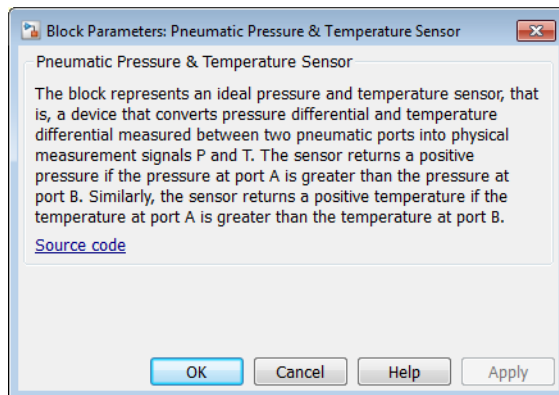 Block Parameters: Pneumatic Pressure & Temperature Sensor
Pneumatic Pressure & Temperature Sensor
The block represents an ideal pressure and temperature sensor, that
is, a device that converts pressure differential and temperature
differential measured between two pneumatic ports into physical
measurement signals P and T. The sensor returns a positive
pressure if the pressure at port A is greater than the pressure at
port B. Similarly, the sensor returns a positive temperature if the
temperature at port A is greater than the temperature at port B.
Source code
OK Cancel Help Apply